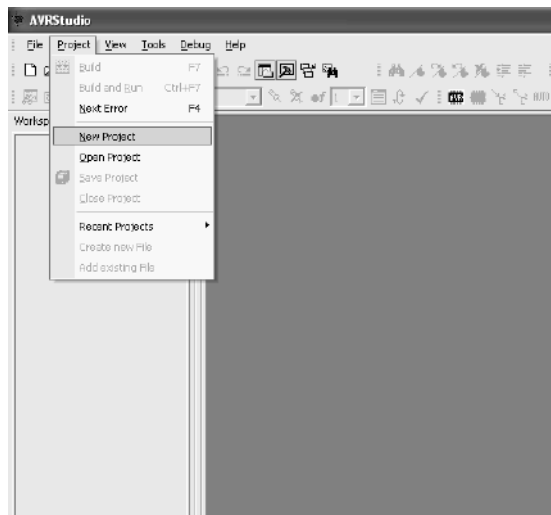 AVRStudio
File Project View Tools Debug Help
Build F7
Build and Run Ctrl+F7
Next Error F4
New Project
Open Project
Save Project
Close Project
Recent Projects
Create new File
Add existing File
Worksp